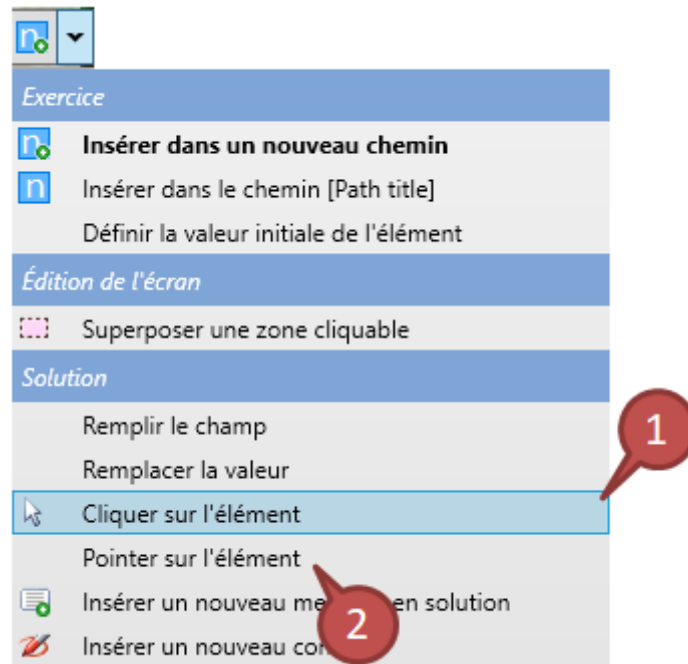 n
Exercice
n Insérer dans un nouveau chemin
n Insérer dans le chemin [Path title]
Définir la valeur initiale de l'élément
Édition de l'écran
Superposer une zone cliquable
Solution
Remplir le champ
1
Remplacer la valeur
Cliquer sur l'élément
Pointer sur l'élément
Insérer un nouveau en solution
2
Insérer un nouveau